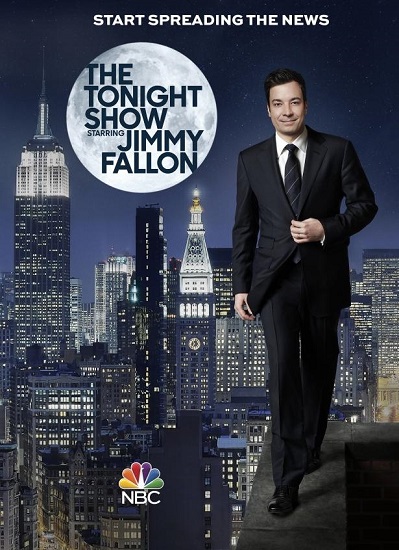 START SPREADING THE NEWS
THE
TONIGHT
SHOW
STARRING JIMMY
FALLON
NBC